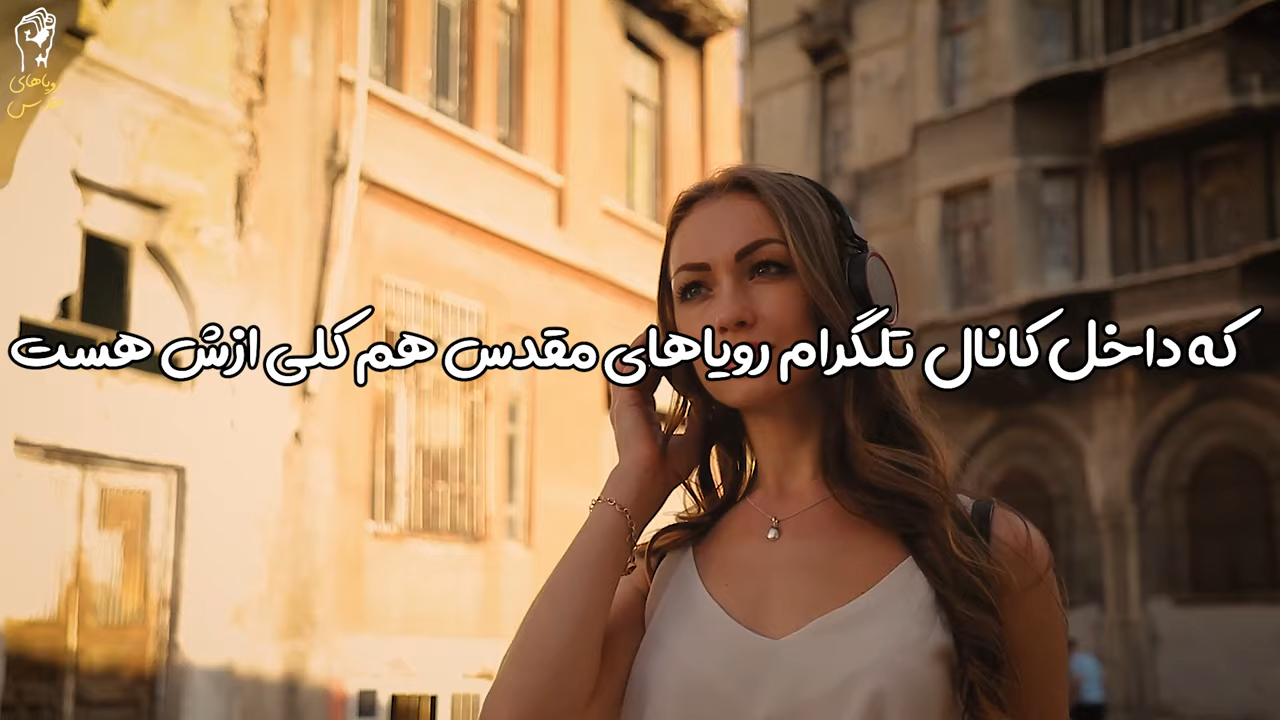 رویاهای
مقدس
که داخل کانال تلگرام رویاهای مقدس هم کلی ازش هست